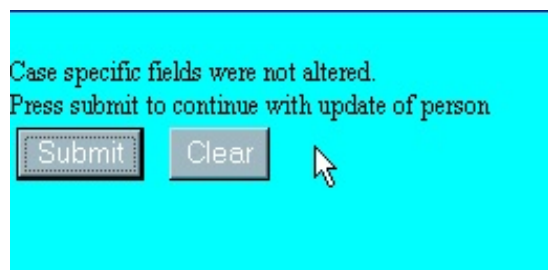 Case specific fields were not altered.
Press submit to continue with update of person
Submit Clear